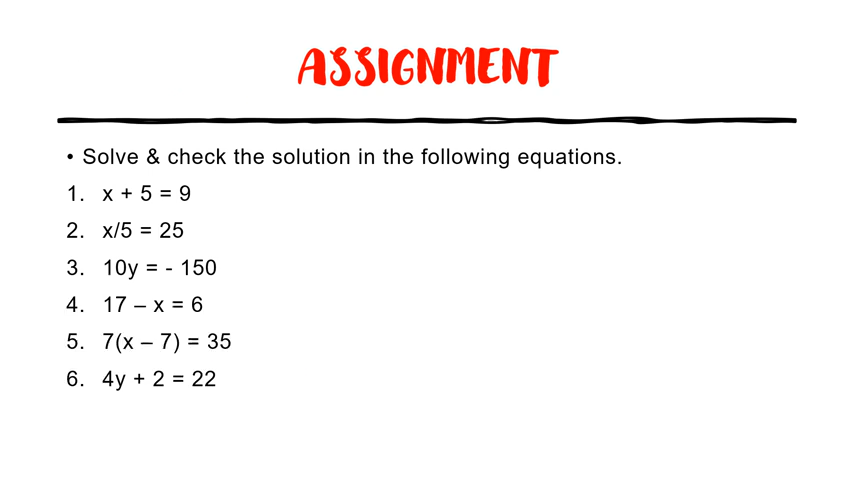 ASSIGNMENT
• Solve & check the solution in the following equations.
1. x + 5 = 9
2. x/5 = 25
3. 10y = - 150
4. 17 – x = 6
5. 7(x – 7) = 35
6. 4y + 2 = 22